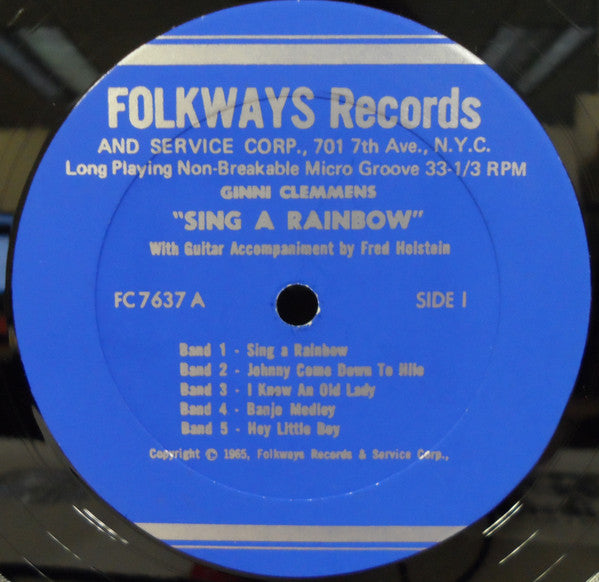 FOLKWAYS Records
AND SERVICE CORP., 701 7th Ave., N.Y.C.
Long Playing Non-Breakable Micro Groove 33-1/3 RPM
GINNI CLEMMENS
"SING A RAINBOW"
With Guitar Accompaniment by Fred Holstein
FC 7637 A SIDE I
Band 1 - Sing a Rainbow
Band 2 - Johnny Come Down To Hilo
Band 3 - I Know An Old Lady
Band 4 - Banjo Medley
Band 5 - Hey Little Boy
Copyright © 1965, Folkways Records & Service Corp.,